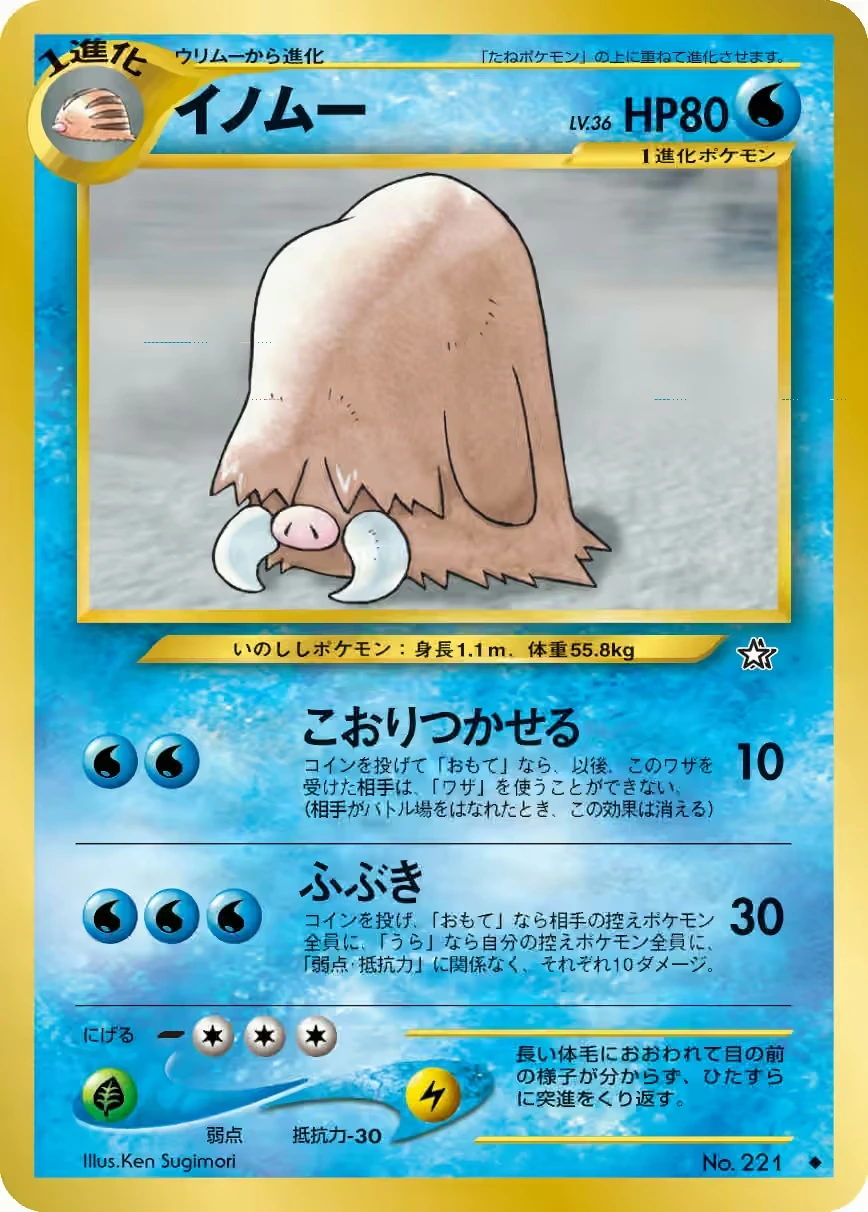 1進化
ウリムーから進化
「たねポケモン」の上に重ねて進化させます。
イノムー
LV.36 HP80
1進化ポケモン
いのししポケモン：身長1.1m．体重55.8kg
こおりつかせる
10
コインを投げて「おもて」なら、以後、このワザを
受けた相手は、「ワザ」を使うことができない。
（相手がバトル場をはなれたとき、この効果は消える）
ふぶき
30
コインを投げ、「おもて」なら相手の控えポケモン
全員に、「うら」なら自分の控えポケモン全員に、
「弱点・抵抗力」に関係なく、それぞれ10ダメージ。
にげる
長い体毛におおわれて目の前
の様子が分からず、ひたすら
に突進をくり返す。
弱点
抵抗力-30
Illus.Ken Sugimori
No. 221